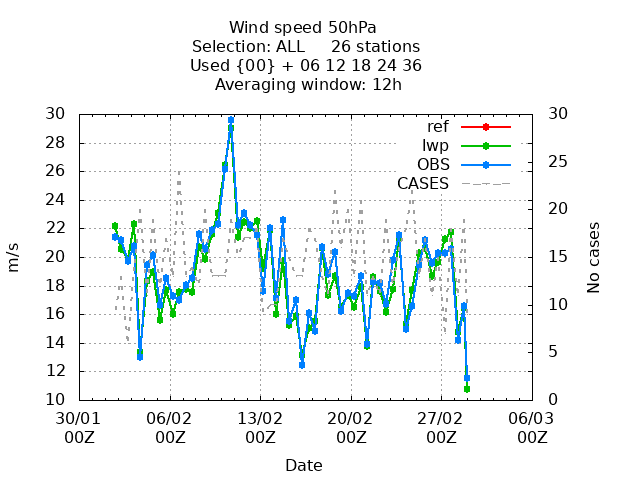 Wind speed 50hPa
Selection: ALL 26 stations
Used {00} + 06 12 18 24 36
Averaging window: 12h
30 30
28
26
24
22
20
18
16
14
12
10
25
20
15
10
5
0
ref
lwp
OBS
CASES
m/s
No cases
30/01 06/02 13/02 20/02 27/02 06/03
00Z 00Z 00Z 00Z 00Z 00Z
Date